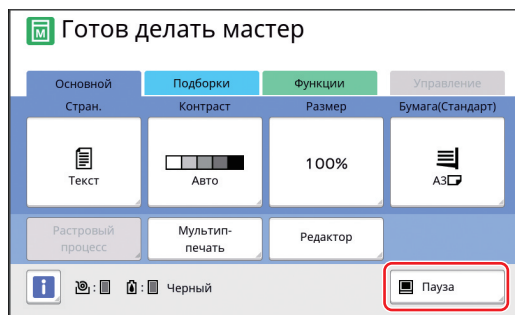 Готов делать мастер
Основной
Подборки
Функции
Управление
Стран.
Контраст
Размер
Бумага(Стандарт)
Текст
Авто
100%
A3
Растровый
процесс
Мультип-
печать
Редактор
Черный
Пауза